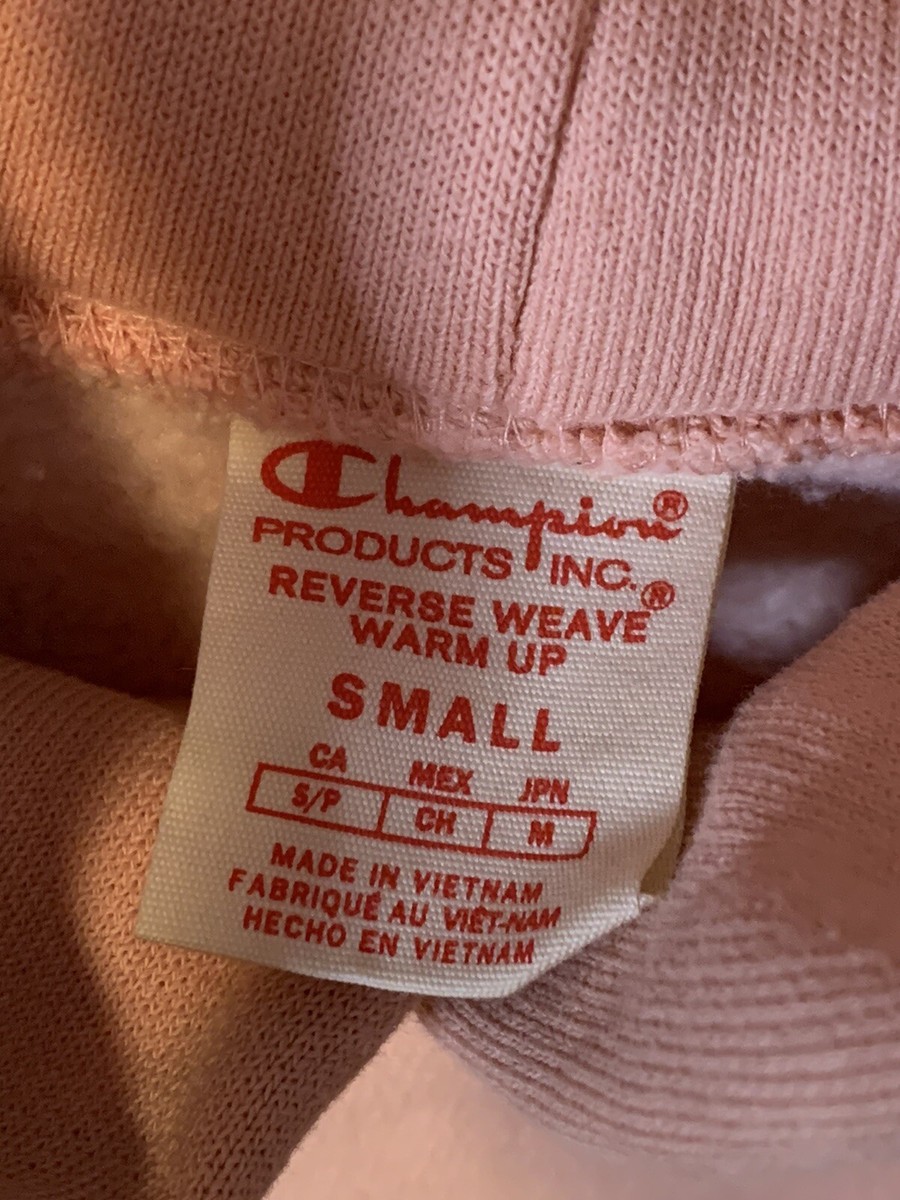 Champion®
PRODUCTS INC.
REVERSE WEAVE®
WARM UP
SMALL
CA MEX JPN
S/P CH M
MADE IN VIETNAM
FABRIQUÉ AU VIÊT-NAM
HECHO EN VIETNAM